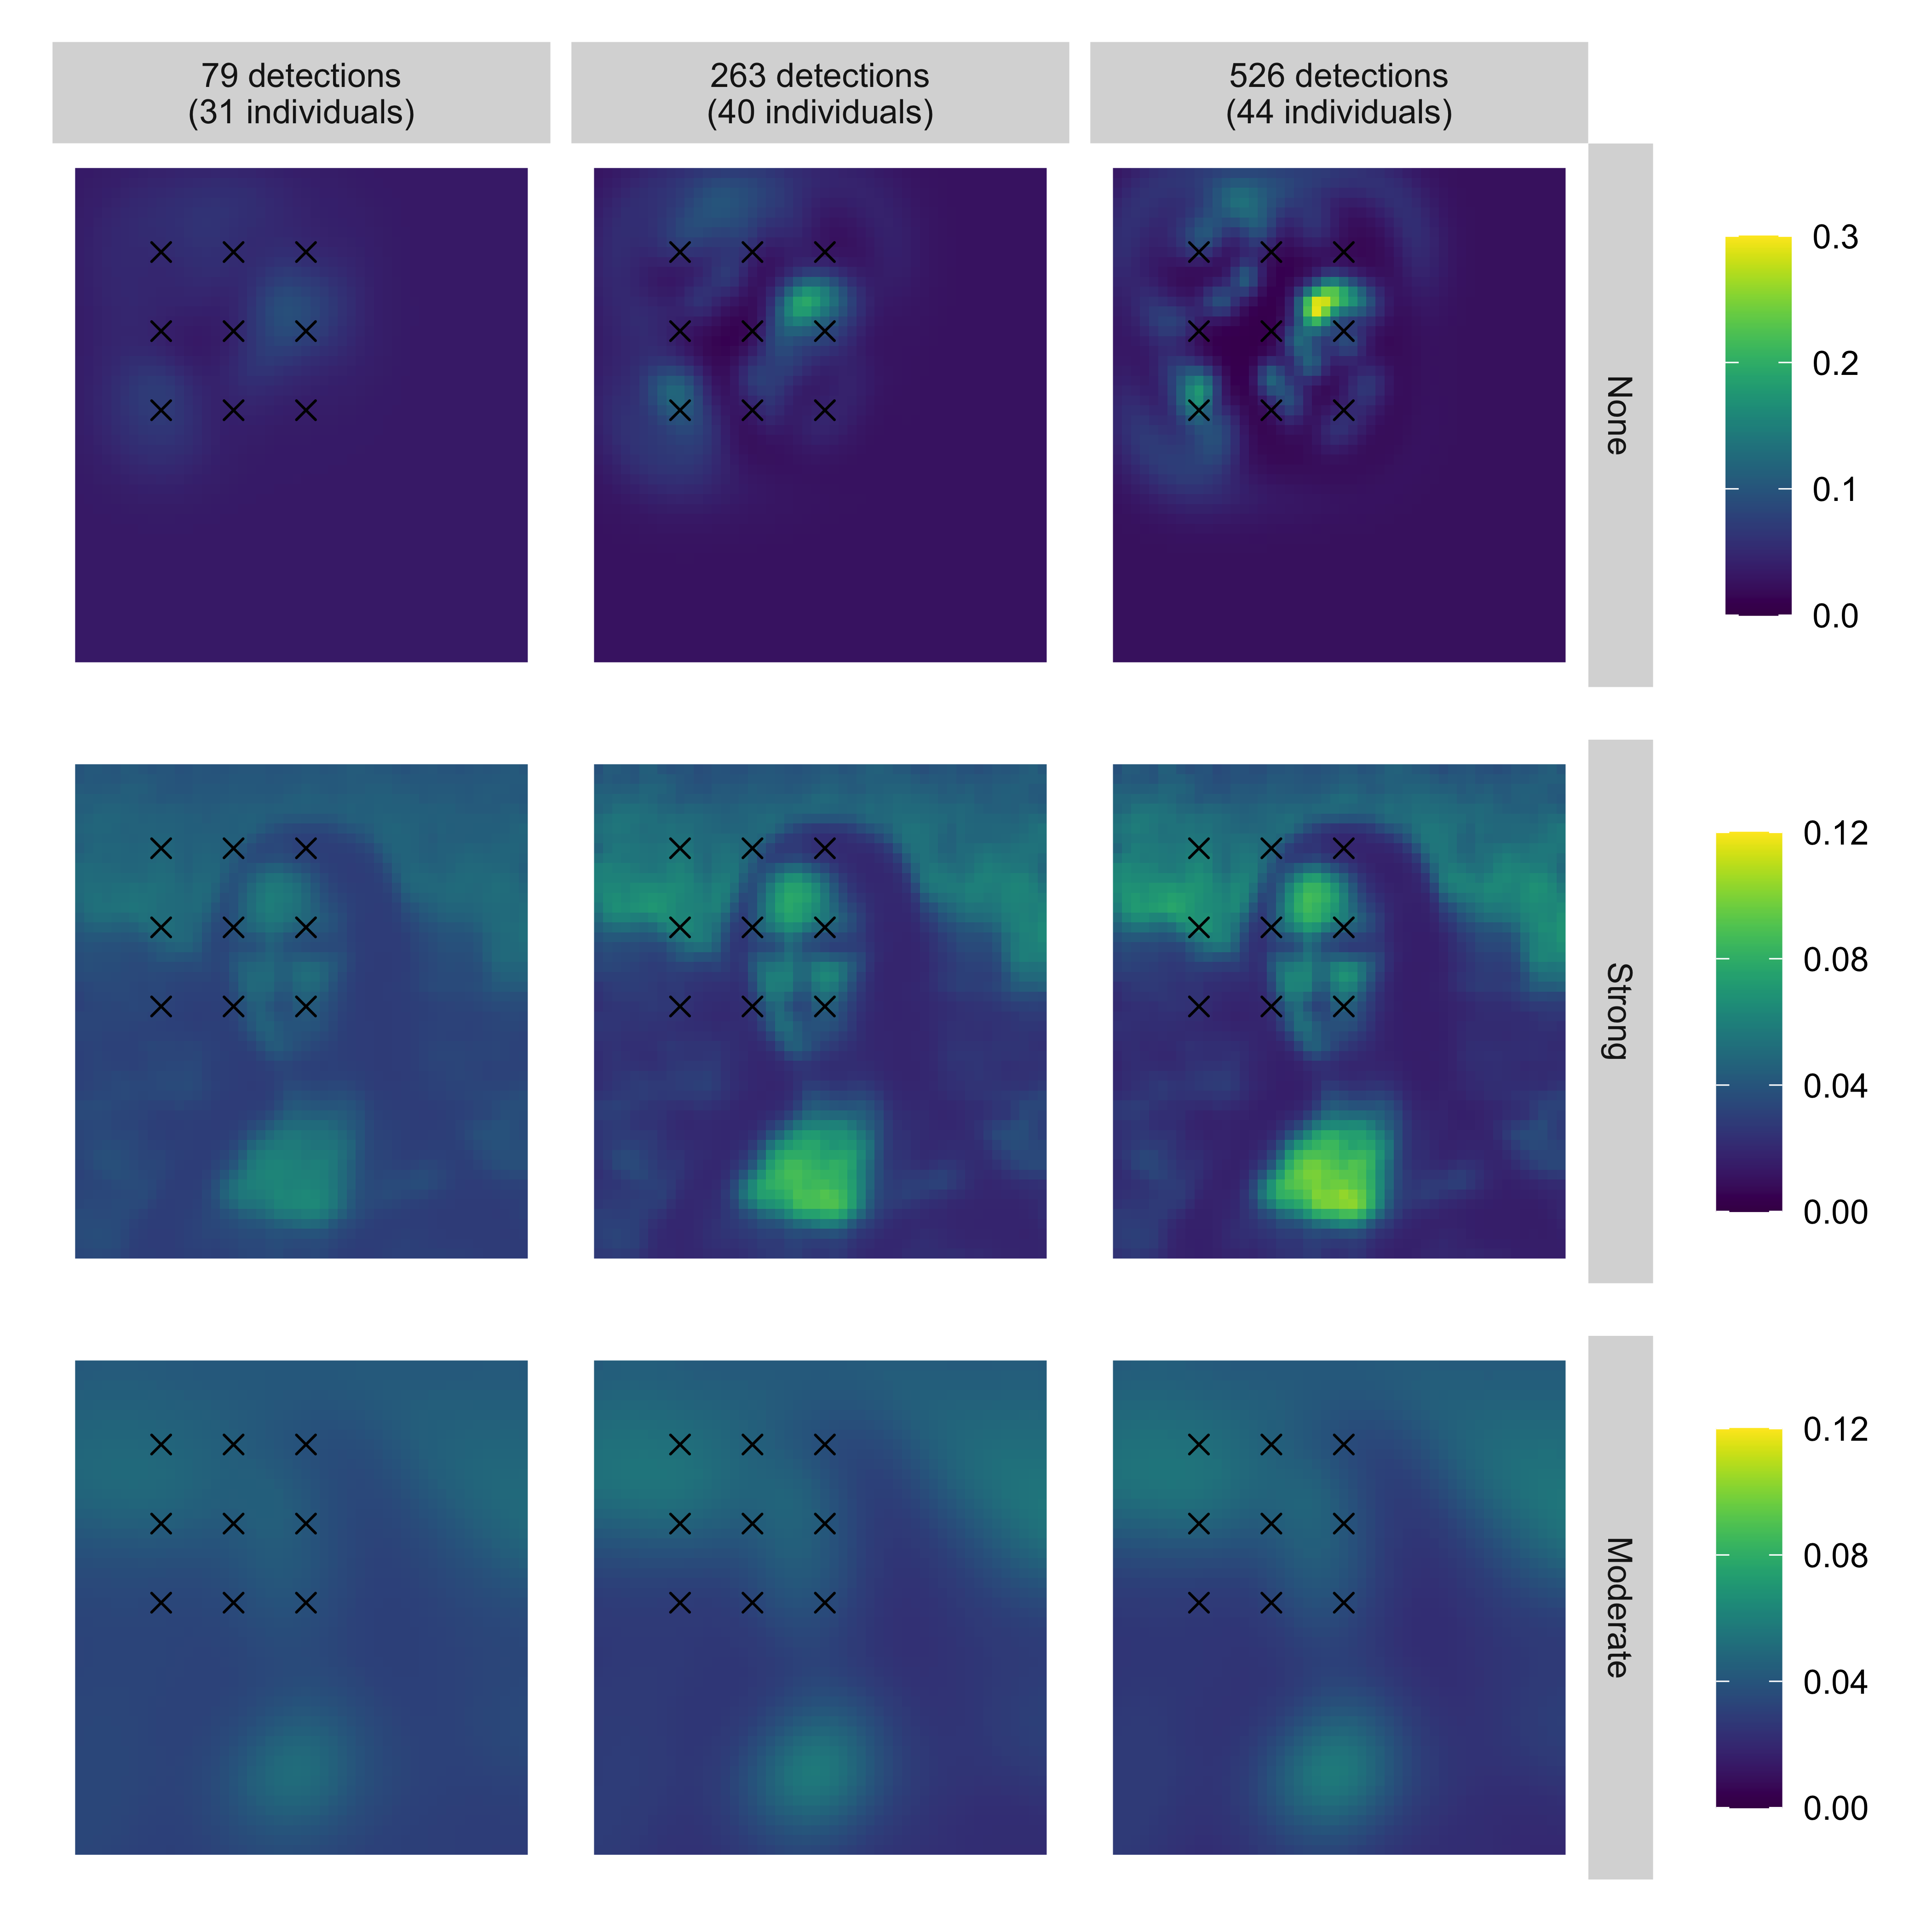 79 detections
(31 individuals)
263 detections
(40 individuals)
526 detections
(44 individuals)
None
0.3
0.2
0.1
0.0
Strong
0.12
0.08
0.04
0.00
Moderate
0.12
0.08
0.04
0.00